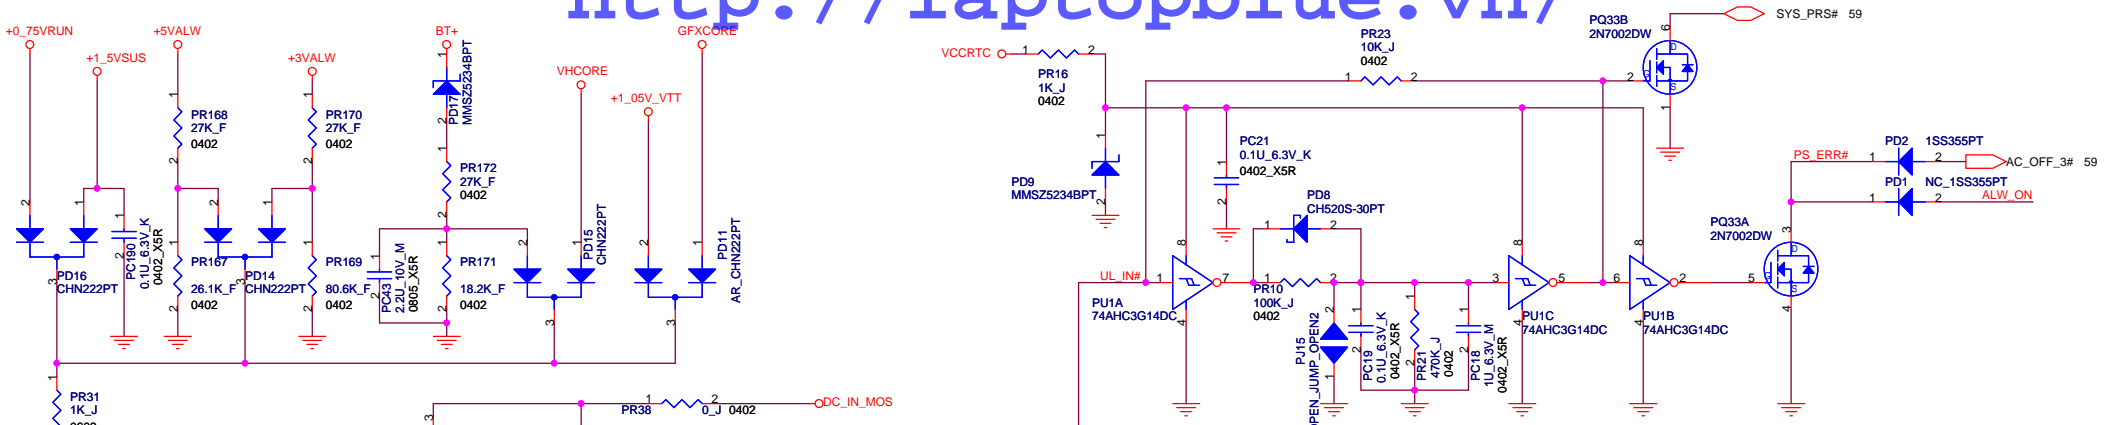 http://laptopblue.vn/
+0_75VRUN
+1_5VSUS
+5VALW
+3VALW
BT+
VHCORE
+1_05V_VTT
GFXCORE
PR168
27K_F
0402
PR170
27K_F
0402
PD17
MMSZ5234BPT
PR172
27K_F
0402
PD16
CHN222PT
PC190
0.1U_6.3V_K
0402_X5R
PR167
26.1K_F
0402
PD14
CHN222PT
PR169
80.6K_F
0402
PC43
2.2U_10V_M
0805_X5R
PR171
18.2K_F
0402
PD15
CHN222PT
PD11
AR_CHN222PT
PR31
1K_J
PR38
0_J 0402
DC_IN_MOS
VCCRTC
PR16
1K_J
0402
PD9
MMSZ5234BPT
PC21
0.1U_6.3V_K
0402_X5R
PR23
10K_J
0402
PQ33B
2N7002DW
SYS_PRS# 59
PD8
CH520S-30PT
UL_IN#
PU1A
74AHC3G14DC
PR10
100K_J
0402
PJ15
PEN_JUMP_OPEN2
PC19
0.1U_6.3V_K
0402_X5R
PR21
470K_J
0402
PC18
1U_6.3V_M
0402_X5R
PU1C
74AHC3G14DC
PU1B
74AHC3G14DC
PQ33A
2N7002DW
PS_ERR#
PD2 1SS355PT
AC_OFF_3# 59
PD1 NC_1SS355PT
ALW_ON